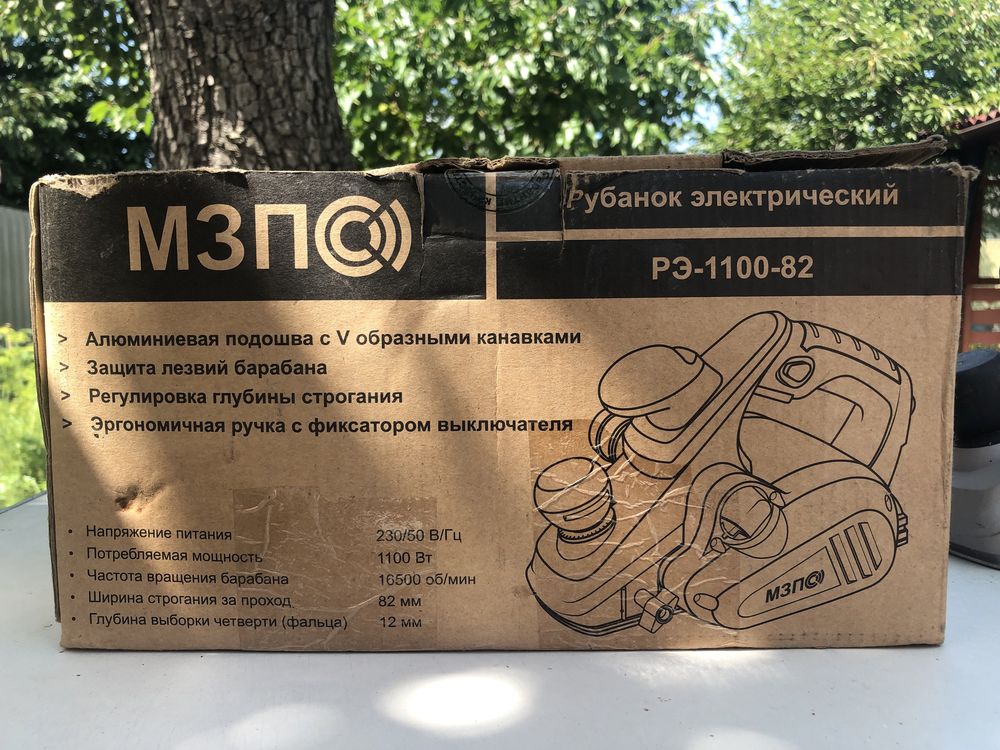 МЗПС
Рубанок электрический
РЭ-1100-82
> Алюминиевая подошва с V образными канавками
> Защита лезвий барабана
> Регулировка глубины строгания
> Эргономичная ручка с фиксатором выключателя
• Напряжение питания 230/50 В/Гц
• Потребляемая мощность 1100 Вт
• Частота вращения барабана 16500 об/мин
• Ширина строгания за проход 82 мм
• Глубина выборки четверти (фальца) 12 мм
МЗПС